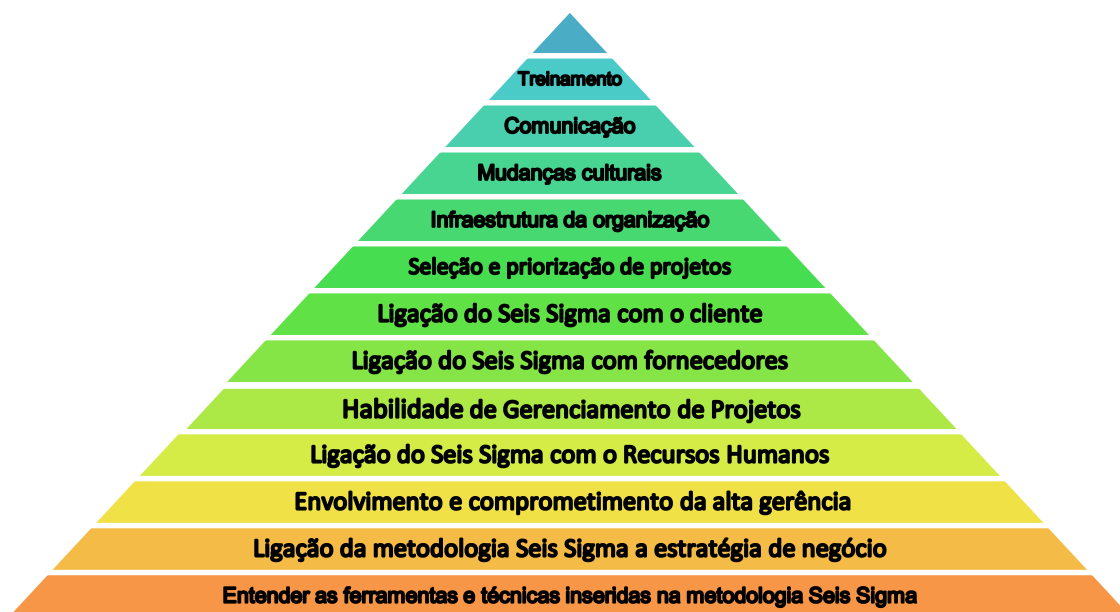 Treinamento
Comunicação
Mudanças culturais
Infraestrutura da organização
Seleção e priorização de projetos
Ligação do Seis Sigma com o cliente
Ligação do Seis Sigma com fornecedores
Habilidade de Gerenciamento de Projetos
Ligação do Seis Sigma com o Recursos Humanos
Envolvimento e comprometimento da alta gerência
Ligação da metodologia Seis Sigma a estratégia de negócio
Entender as ferramentas e técnicas inseridas na metodologia Seis Sigma